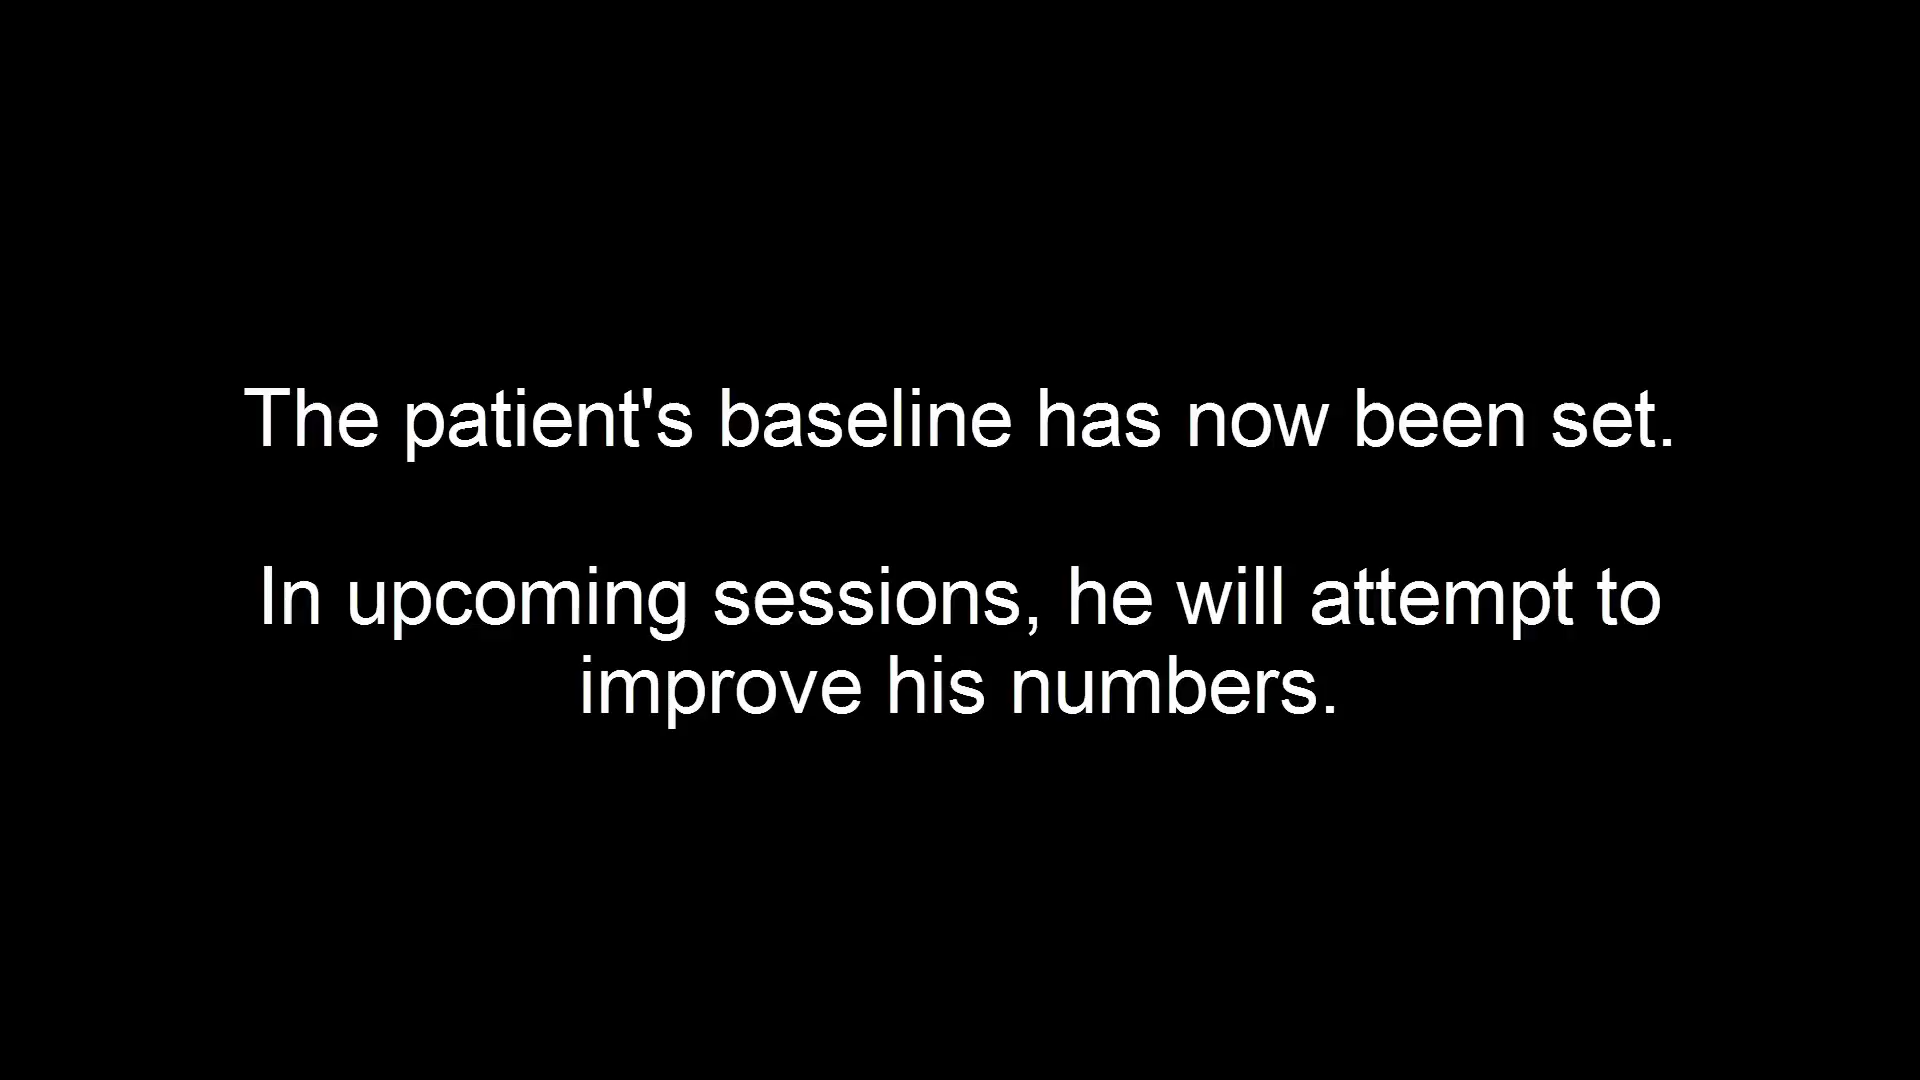 The patient's baseline has now been set.
In upcoming sessions, he will attempt to
improve his numbers.